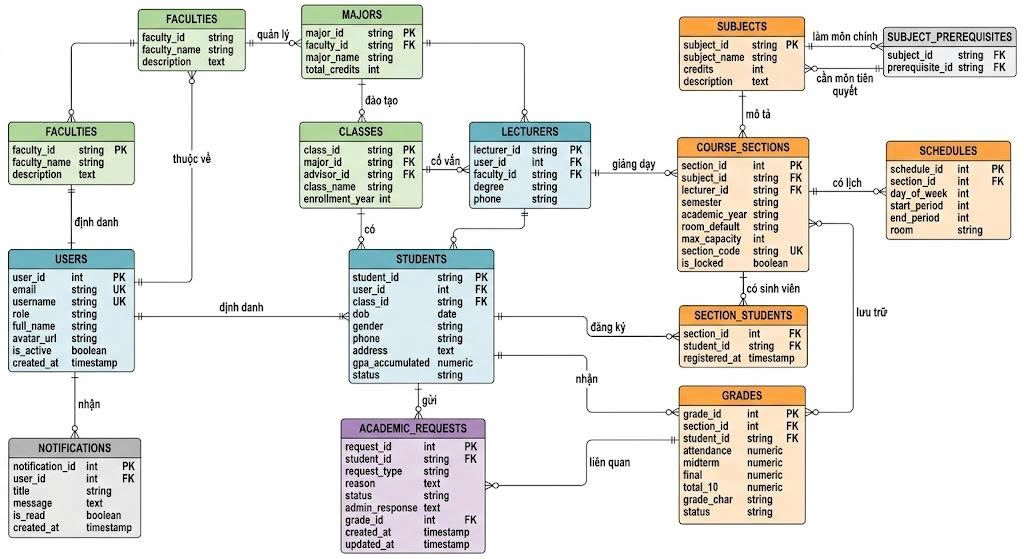 FACULTIES
faculty_id string
faculty_name string
description text
quản lý
MAJORS
major_id string PK
faculty_id string FK
major_name string
total_credits int
SUBJECTS
subject_id string PK
subject_name string
credits int
description text
làm môn chính
cần môn tiên
quyết
SUBJECT_PREREQUISITES
subject_id string FK
prerequisite_id string FK
đào tạo
mô tả
FACULTIES
faculty_id string PK
faculty_name string
description text
thuộc về
CLASSES
class_id string PK
major_id string FK
advisor_id string FK
class_name string
enrollment_year int
cố vấn
LECTURERS
lecturer_id string PK
user_id int FK
faculty_id string FK
degree string
phone string
giảng dạy
COURSE_SECTIONS
section_id int PK
subject_id string FK
lecturer_id string FK
semester string
academic_year string
room_default string
max_capacity int
section_code string UK
is_locked boolean
có lịch
SCHEDULES
schedule_id int PK
section_id int FK
day_of_week int
start_period int
end_period int
room string
định danh
có
USERS
user_id int PK
email string UK
username string UK
role string
full_name string
avatar_url string
is_active boolean
created_at timestamp
định danh
STUDENTS
student_id string PK
user_id int FK
class_id string FK
dob date
gender string
phone string
address text
gpa_accumulated numeric
status string
đăng ký
có sinh viên
SECTION_STUDENTS
section_id int FK
student_id string FK
registered_at timestamp
lưu trữ
nhận
nhận
gửi
NOTIFICATIONS
notification_id int PK
user_id int FK
title string
message text
is_read boolean
created_at timestamp
ACADEMIC_REQUESTS
request_id int PK
student_id string FK
request_type string
reason text
status string
admin_response text
grade_id int FK
created_at timestamp
updated_at timestamp
liên quan
GRADES
grade_id int PK
section_id int FK
student_id string FK
attendance numeric
midterm numeric
final numeric
total_10 numeric
grade_char string
status string